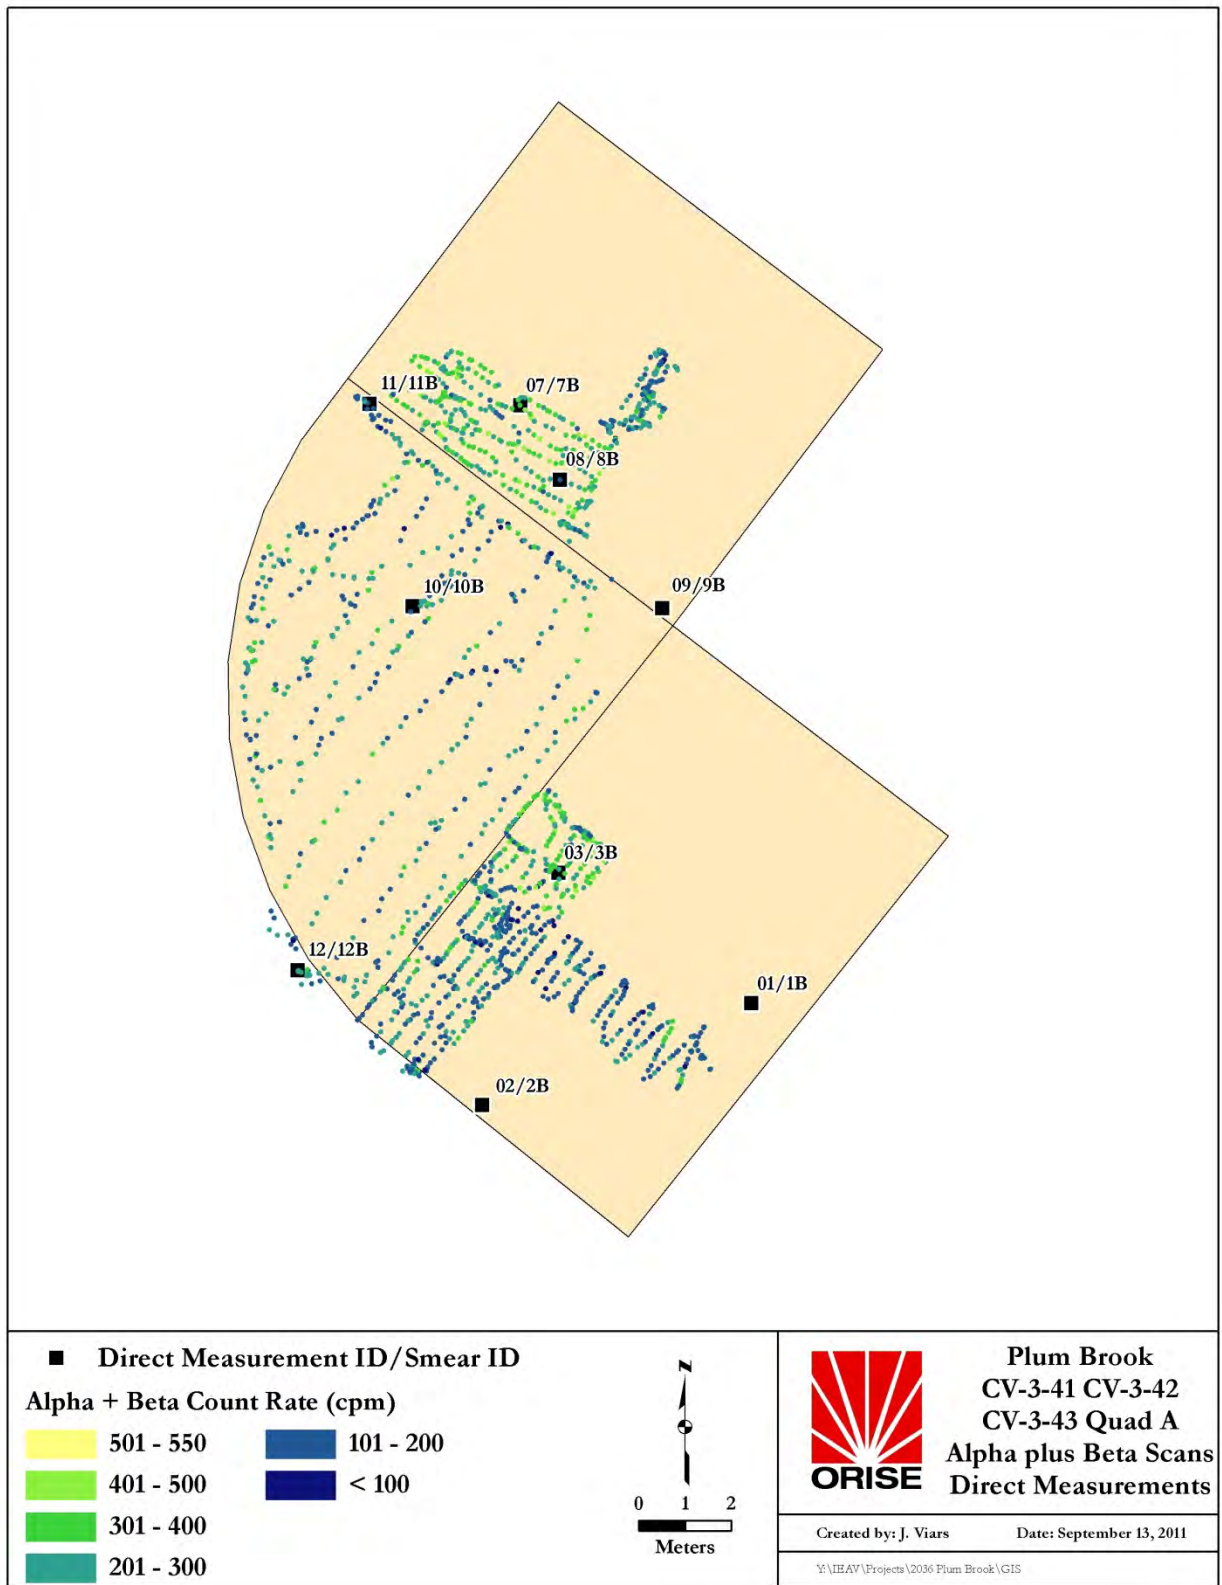 11/11B
07/7B
08/8B
09/9B
10/10B
03/3B
12/12B
01/1B
02/2B
Direct Measurement ID/Smear ID
Alpha + Beta Count Rate (cpm)
501 - 550
401 - 500
301 - 400
201 - 300
101 - 200
< 100
N
0 1 2
Meters
ORISE
Plum Brook
CV-3-41 CV-3-42
CV-3-43 Quad A
Alpha plus Beta Scans
Direct Measurements
Created by: J. Viars Date: September 13, 2011
Y:\IEAV\Projects\2036 Plum Brook\GIS